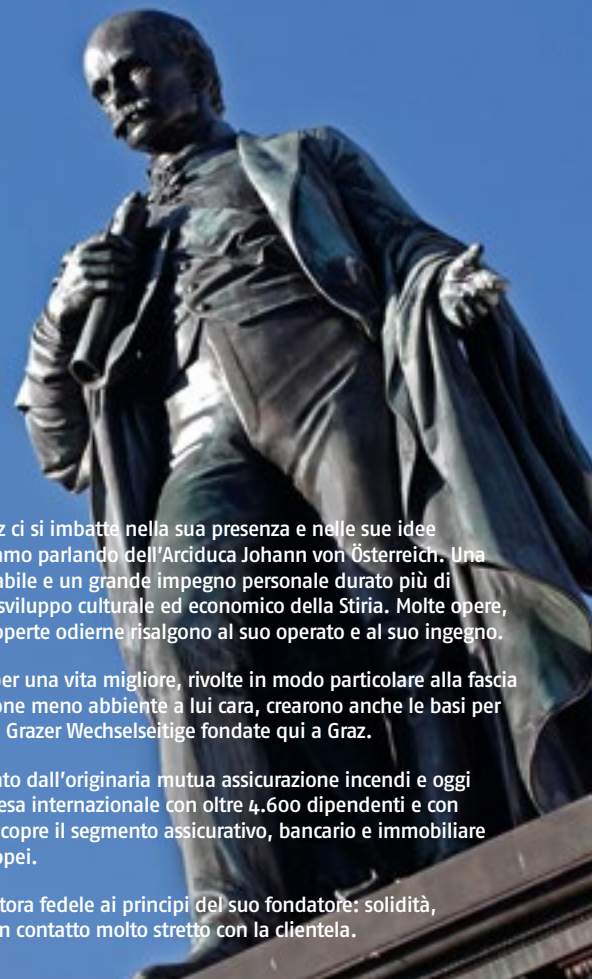 z ci si imbatte nella sua presenza e nelle sue idee
amo parlando dell'Arciduca Johann von Österreich. Una
abile e un grande impegno personale durato più di
sviluppo culturale ed economico della Stiria. Molte opere,
operte odierne risalgono al suo operato e al suo ingegno.
per una vita migliore, rivolte in modo particolare alla fascia
one meno abbiente a lui cara, crearono anche le basi per
Grazer Wechselseitige fondate qui a Graz.
ato dall'originaria mutua assicurazione incendi e oggi
esa internazionale con oltre 4.600 dipendenti e con
copre il segmento assicurativo, bancario e immobiliare
opei.
tora fedele ai principi del suo fondatore: solidità,
n contatto molto stretto con la clientela.